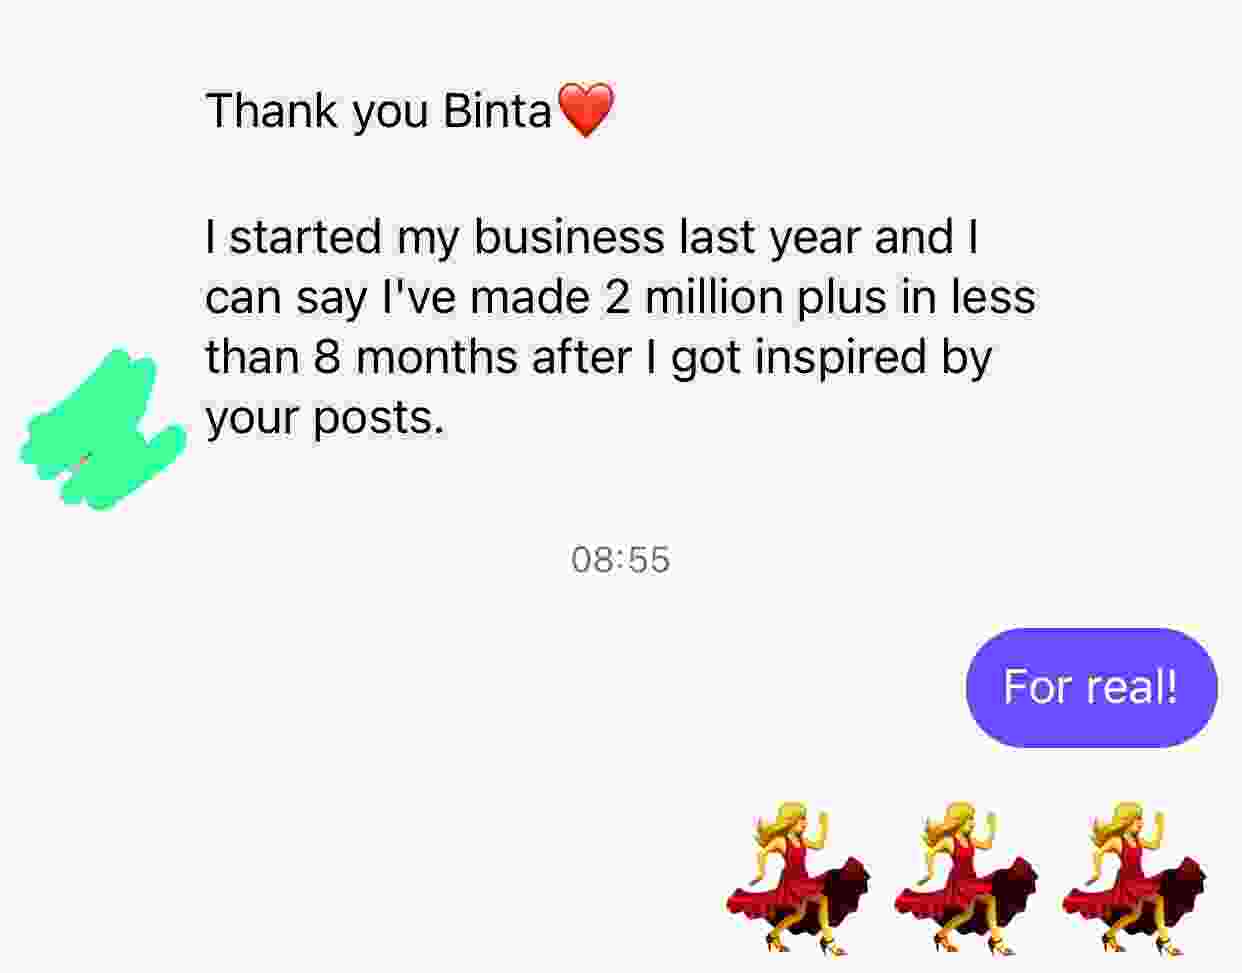 Thank you Binta❤️
I started my business last year and I
can say I've made 2 million plus in less
than 8 months after I got inspired by
your posts.
08:55
For real!
💃💃💃